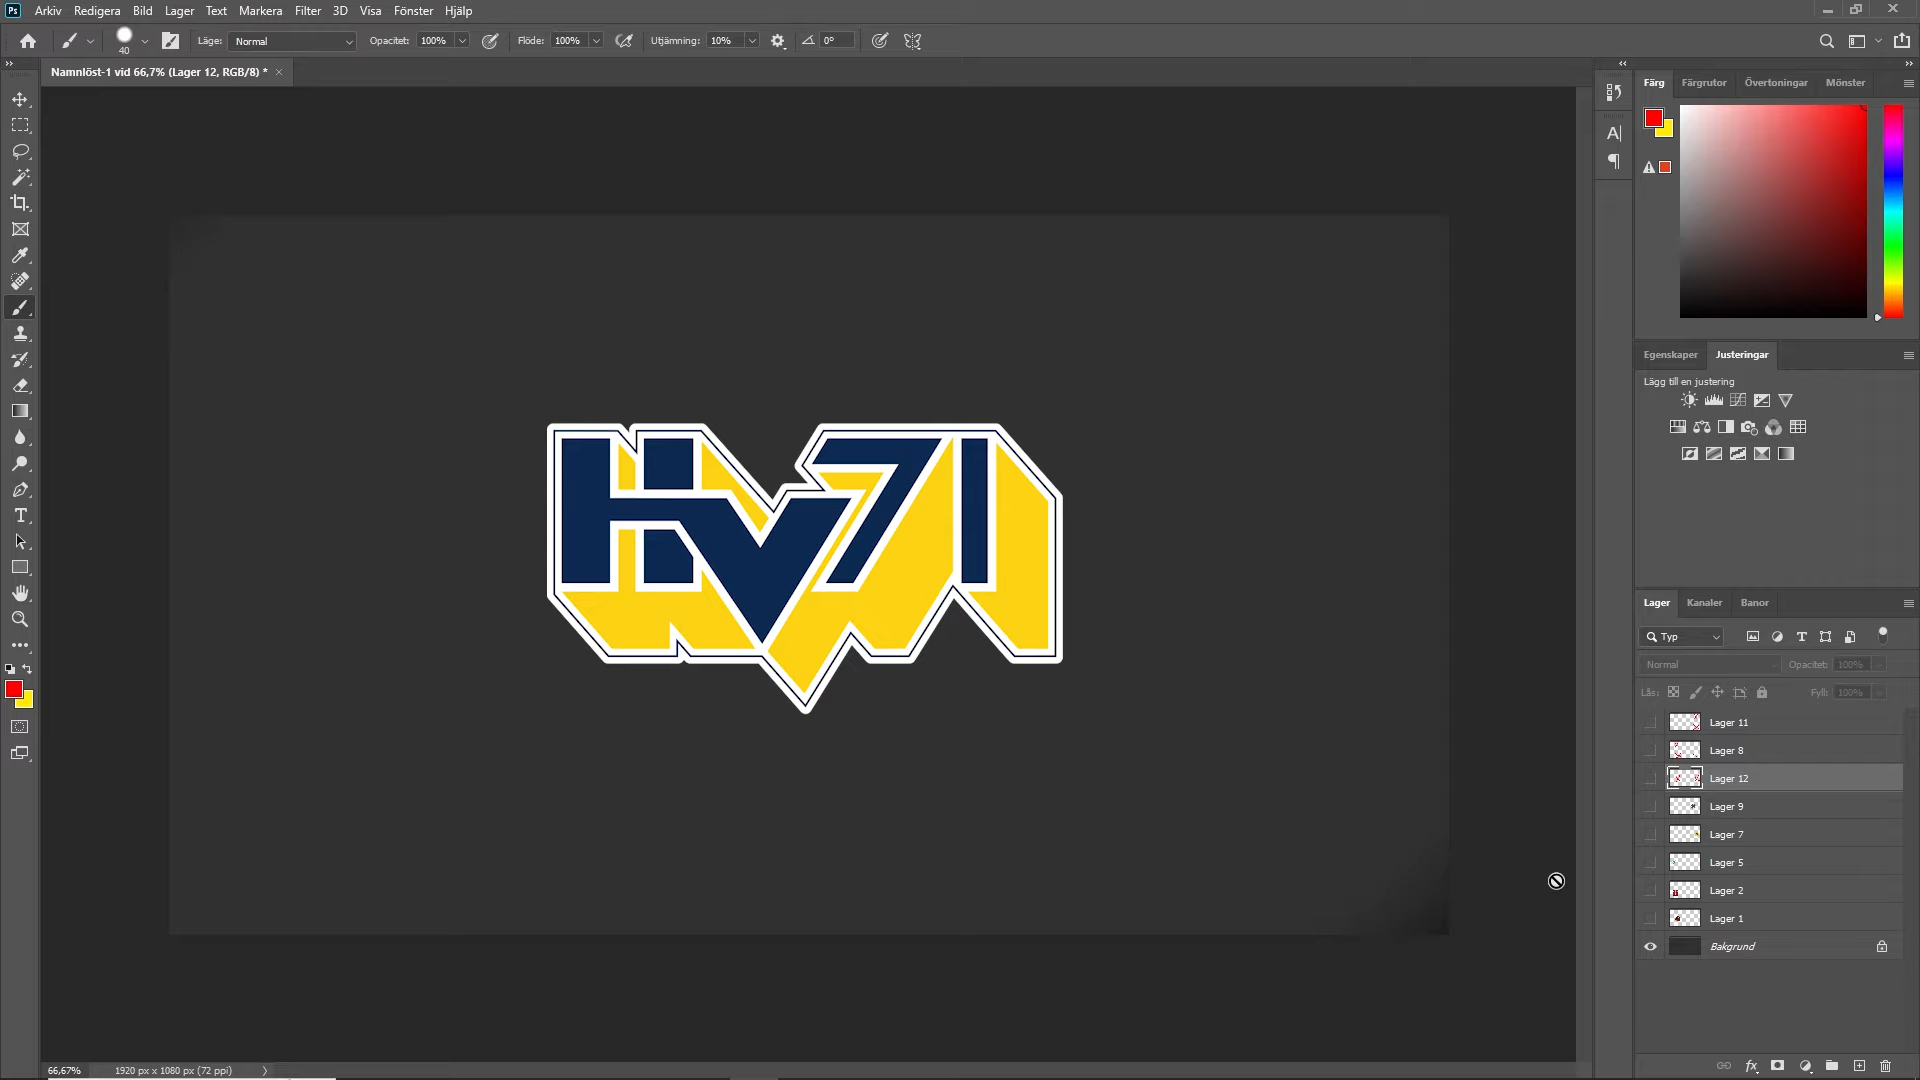 Ps Arkiv Redigera Bild Lager Text Markera Filter 3D Visa Fönster Hjälp
40 Läge: Normal Opacitet: 100% Flöde: 100% Utjämning: 10% 0°
Namnlöst-1 vid 66,7% (Lager 12, RGB/8) *
Färg Färgrutor Övertoningar Mönster
Egenskaper Justeringar
Lägg till en justering
HV71
Lager Kanaler Banor
Typ
Normal Opacitet: 100%
Lås: Fyll: 100%
Lager 11
Lager 8
Lager 12
Lager 9
Lager 7
Lager 5
Lager 2
Lager 1
Bakgrund
66,67% 1920 px x 1080 px (72 ppi)